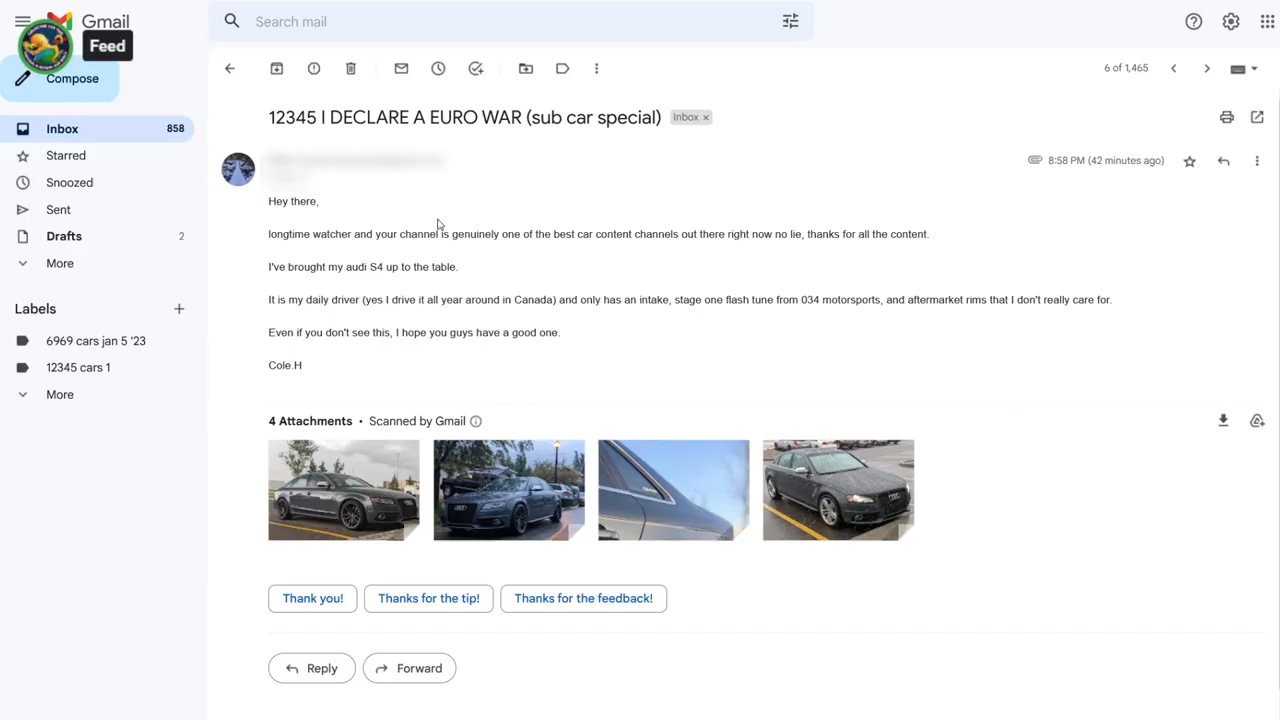 Gmail
Feed
Search mail
Compose
6 of 1,465
Inbox 858
Starred
Snoozed
Sent
Drafts 2
More
Labels +
6969 cars jan 5 '23
12345 cars 1
More
12345 I DECLARE A EURO WAR (sub car special) Inbox ×
8:58 PM (42 minutes ago)
Hey there,
longtime watcher and your channel is genuinely one of the best car content channels out there right now no lie, thanks for all the content.
I've brought my audi S4 up to the table.
It is my daily driver (yes I drive it all year around in Canada) and only has an intake, stage one flash tune from 034 motorsports, and aftermarket rims that I don't really care for.
Even if you don't see this, I hope you guys have a good one.
Cole.H
4 Attachments • Scanned by Gmail
Thank you!
Thanks for the tip!
Thanks for the feedback!
Reply
Forward